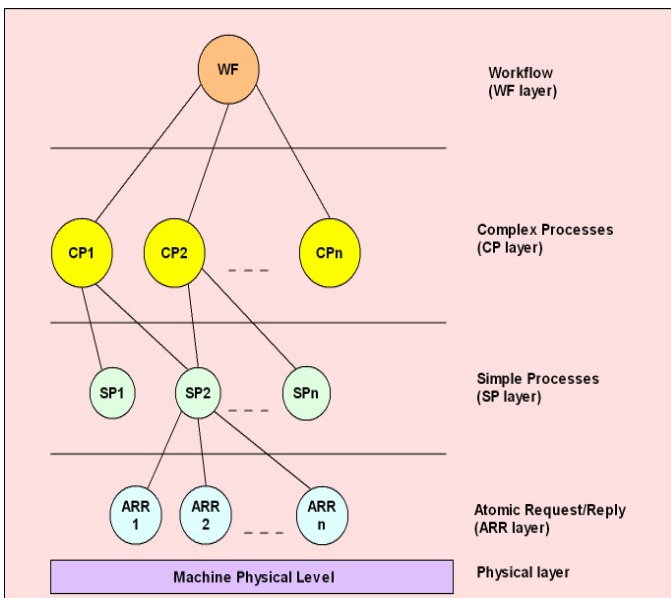 WF
Workflow
(WF layer)
CP1
CP2
CPn
Complex Processes
(CP layer)
SP1
SP2
SPn
Simple Processes
(SP layer)
ARR
1
ARR
2
ARR
n
Atomic Request/Reply
(ARR layer)
Machine Physical Level
Physical layer